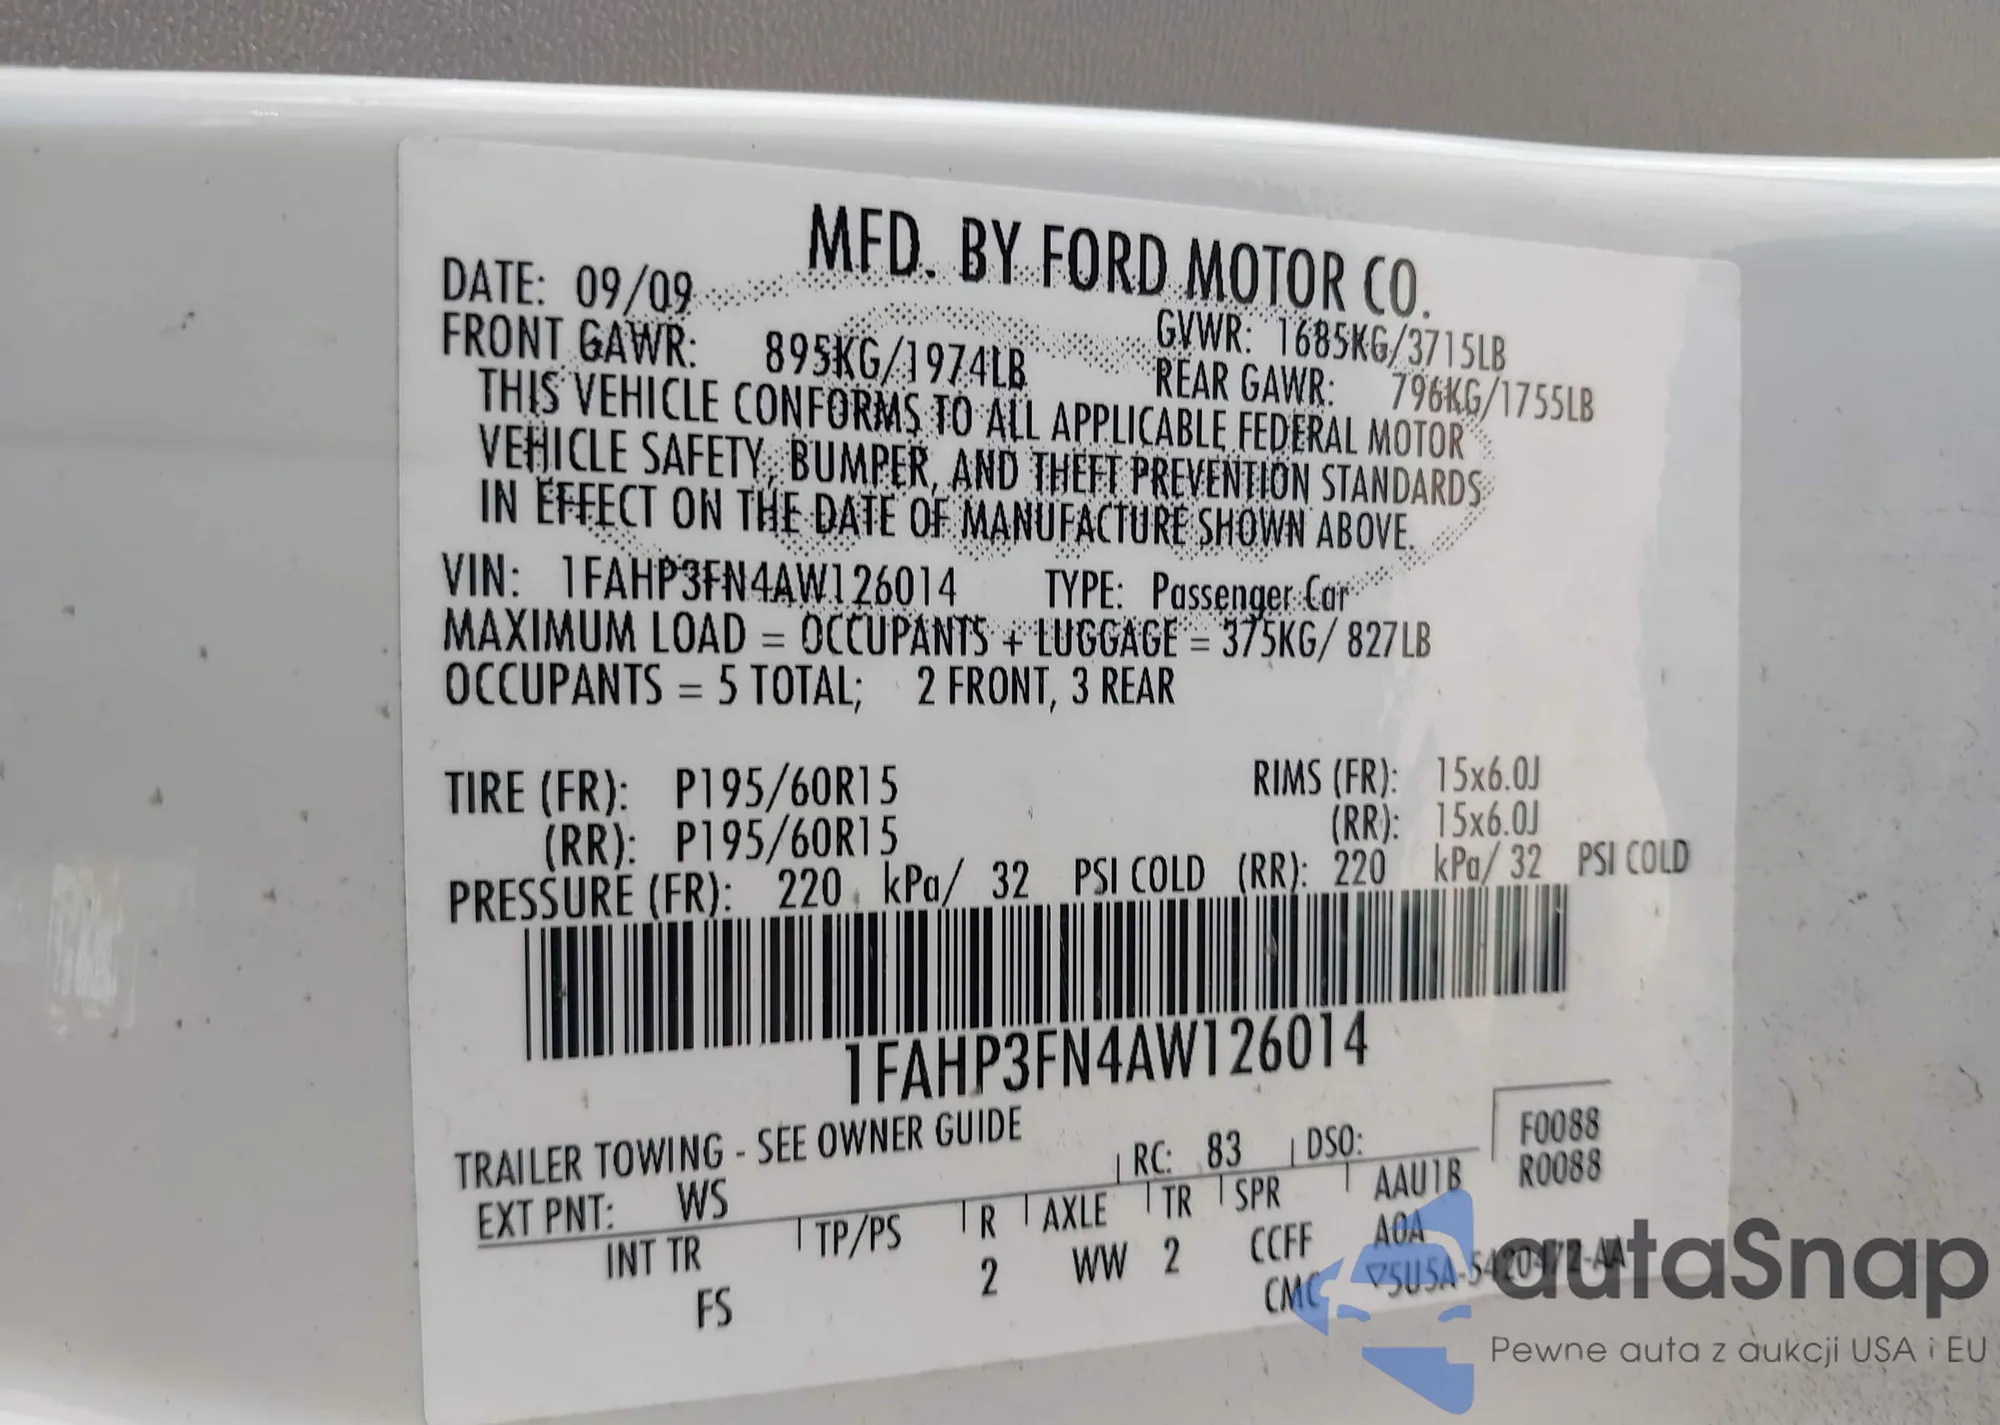 MFD. BY FORD MOTOR CO.
DATE: 09/09 GVWR: 1685KG/3715LB
FRONT GAWR: 895KG/1974LB REAR GAWR: 796KG/1755LB
THIS VEHICLE CONFORMS TO ALL APPLICABLE FEDERAL MOTOR
VEHICLE SAFETY, BUMPER, AND THEFT PREVENTION STANDARDS
IN EFFECT ON THE DATE OF MANUFACTURE SHOWN ABOVE.
VIN: 1FAHP3FN4AW126014 TYPE: Passenger Car
MAXIMUM LOAD = OCCUPANTS + LUGGAGE = 375KG/ 827LB
OCCUPANTS = 5 TOTAL; 2 FRONT, 3 REAR
TIRE (FR): P195/60R15 RIMS (FR): 15x6.0J
(RR): P195/60R15 (RR): 15x6.0J
PRESSURE (FR): 220 kPa/ 32 PSI COLD (RR): 220 kPa/ 32 PSI COLD
1FAHP3FN4AW126014
TRAILER TOWING - SEE OWNER GUIDE F0088
EXT PNT: WS RC: 83 DSO: R0088
INT TR TP/PS R AXLE TR SPR AAU1B
FS 2 WW 2 CCFF AOA
CMC ▽5U5A-5420472-AA
autaSnap
Pewne auta z aukcji USA i EU